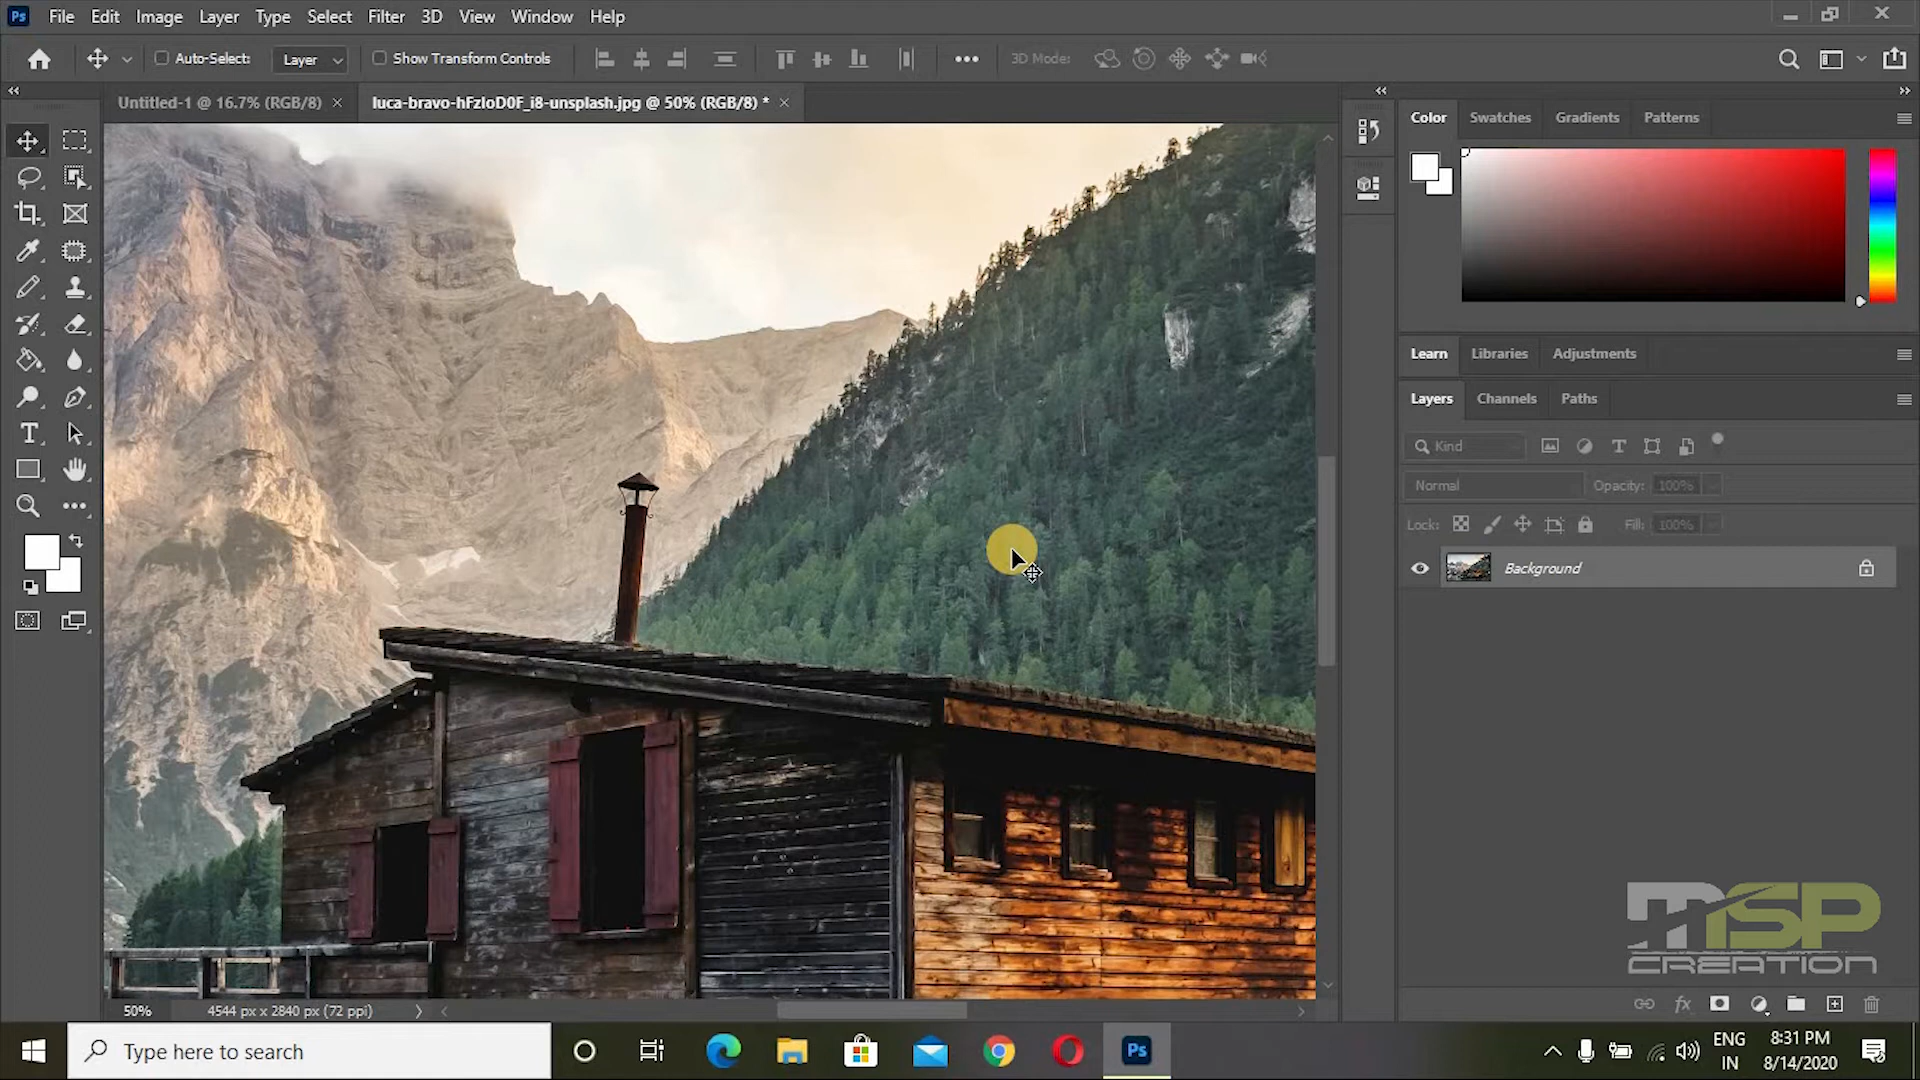 Ps File Edit Image Layer Type Select Filter 3D View Window Help
Auto-Select: Layer Show Transform Controls 3D Mode:
Untitled-1 @ 16.7% (RGB/8) × luca-bravo-hFzIoD0F_i8-unsplash.jpg @ 50% (RGB/8) * ×
Color Swatches Gradients Patterns
Learn Libraries Adjustments
Layers Channels Paths
Kind
Normal Opacity: 100%
Lock: Fill: 100%
Background
MSP
CREATION
50% 4544 px x 2840 px (72 ppi)
Type here to search
Ps
ENG
IN
8:31 PM
8/14/2020